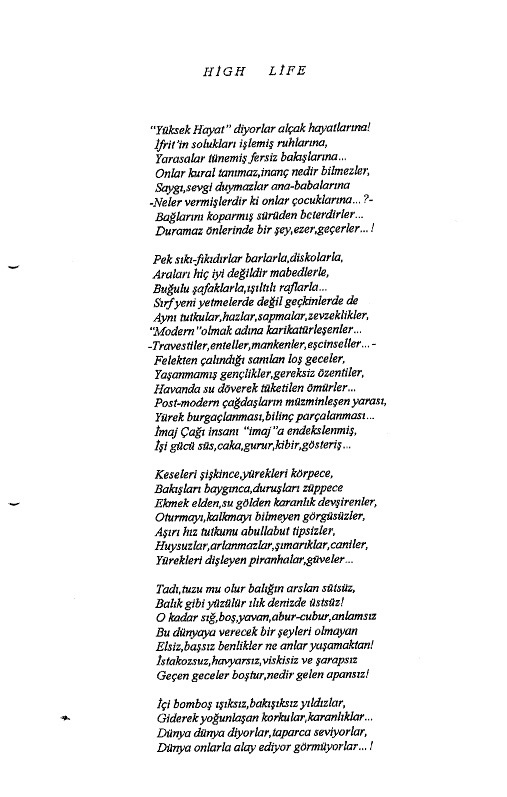 HİGH LİFE
"Yüksek Hayat" diyorlar alçak hayatlarına!
İfrit'in solukları işlemiş ruhlarına,
Yarasalar tünemiş fersiz bakışlarına...
Onlar kural tanımaz,inanç nedir bilmezler,
Saygı,sevgi duymazlar ana-babalarına
-Neler vermişlerdir ki onlar çocuklarına...?-
Bağlarını koparmış sürüden beterdirler...
Duramaz önlerinde bir şey,ezer,geçerler...!
Pek sıkı-fıkıdırlar barlarla,diskolarla,
Araları hiç iyi değildir mabedlerle,
Buğulu şafaklarla,ışıltılı raflarla...
Sırf yeni yetmelerde değil geçkinlerde de
Aynı tutkular,hazlar,sapmalar,zevzeklikler,
"Modern"olmak adına karikatürleşenler...
-Travestiler,enteller,mankenler,eşcinseller...-
Felekten çalındığı sanılan loş geceler,
Yaşanmamış gençlikler,gereksiz özentiler,
Havanda su döverek tüketilen ömürler...
Post-modern çağdaşların müzminleşen yarası,
Yürek burgaçlanması,bilinç parçalanması...
İmaj Çağı insanı "imaj"a endekslenmiş,
İşi gücü süs,caka,gurur,kibir,gösteriş...
Keseleri şişkince,yürekleri körpece,
Bakışları baygınca,duruşları züppece
Ekmek elden,su gölden karanlık devşirenler,
Oturmayı,kalkmayı bilmeyen görgüsüzler,
Aşırı hız tutkunu abullabut tipsizler,
Huysuzlar,arlanmazlar,şımarıklar,caniler,
Yürekleri dişleyen piranhalar,güveler...
Tadı,tuzu mu olur balığın arslan sütsüz,
Balık gibi yüzülür ılık denizde üstsüz!
O kadar sığ,boş,yavan,abur-cubur,anlamsız
Bu dünyaya verecek bir şeyleri olmayan
Elsiz,başsız benlikler ne anlar yaşamaktan!
İstakozsuz,havyarsız,viskisiz ve şarapsız
Geçen geceler boştur,nedir gelen apansız!
İçi bomboş ışıksız,bakışıksız yıldızlar,
Giderek yoğunlaşan korkular,karanlıklar...
Dünya dünya diyorlar,taparca seviyorlar,
Dünya onlarla alay ediyor görmüyorlar...!